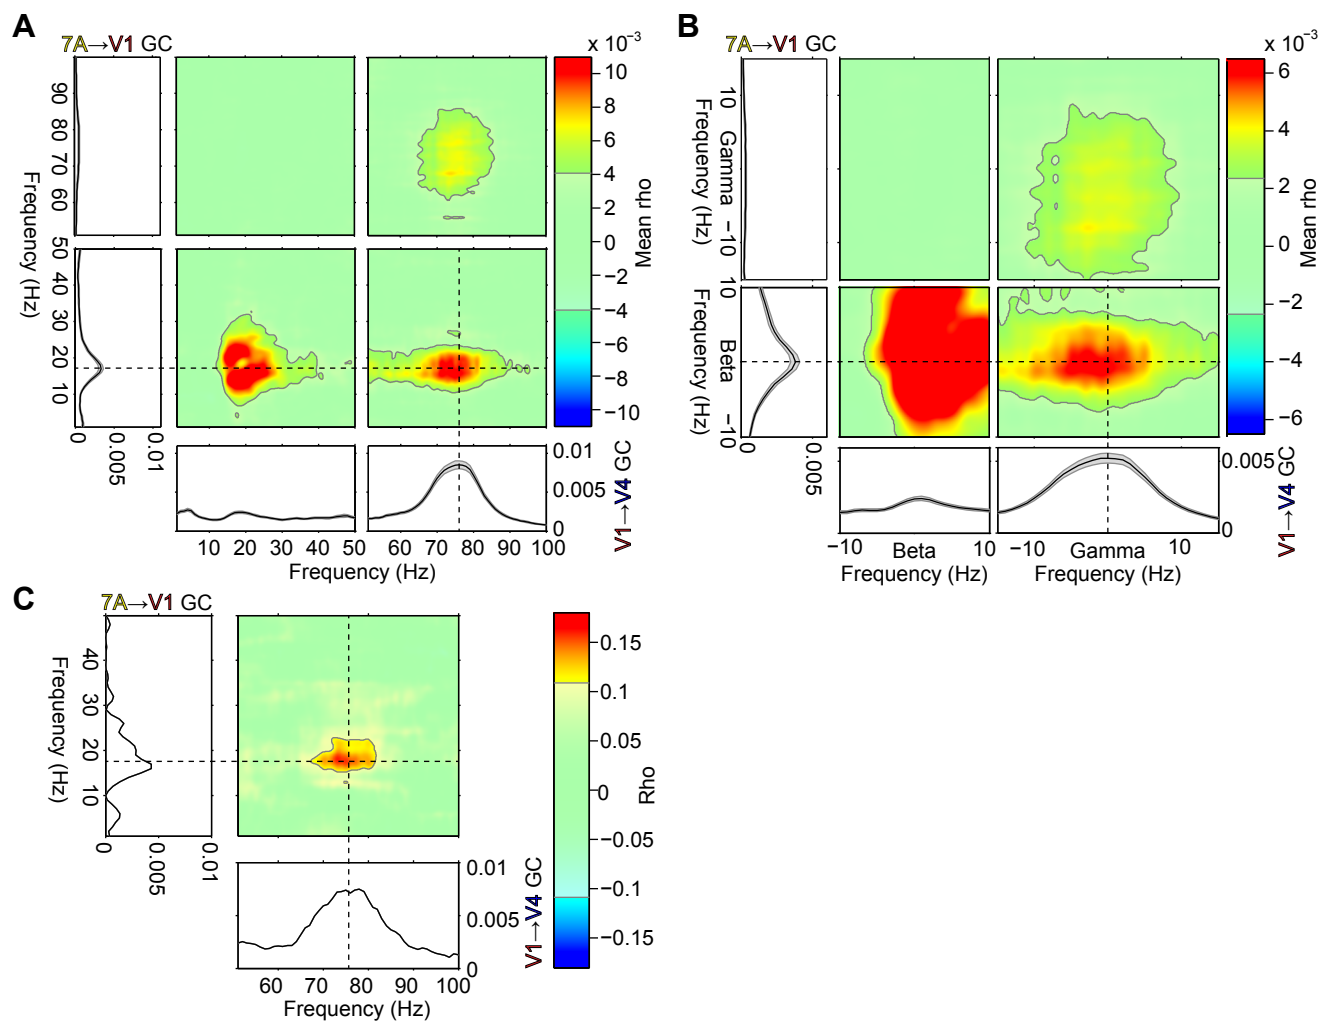 A
7A→V1 GC
x 10⁻³
90
80
70
60
50
40
30
20
10
Frequency (Hz)
0
0.005
0.01
10
8
6
4
2
0
−2
−4
−6
−8
−10
Mean rho
0.01
0.005
0
V1→V4 GC
10 20 30 40 50 60 70 80 90 100
Frequency (Hz)
B
7A→V1 GC
x 10⁻³
10
Gamma
−10
Frequency (Hz)
10
Beta
−10
Frequency (Hz)
0
0.005
6
4
2
0
−2
−4
−6
Mean rho
0.005
0
V1→V4 GC
−10 Beta 10 −10 Gamma 10
Frequency (Hz) Frequency (Hz)
C
7A→V1 GC
40
30
20
10
Frequency (Hz)
0
0.005
0.01
0.15
0.1
0.05
0
−0.05
−0.1
−0.15
Rho
0.01
0.005
0
V1→V4 GC
60 70 80 90 100
Frequency (Hz)